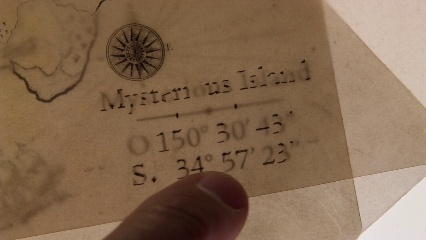 Mysterious Island
O 150° 30' 43"
S. 34° 57' 23"